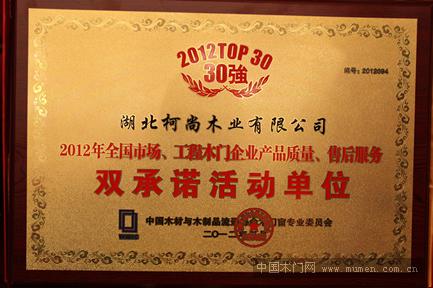 2012TOP 30
30強
编号：2012094
湖北柯尚木业有限公司
2012年全国市场、工程木门企业产品质量、售后服务
双承诺活动单位
中国木材与木制品流通协会木门窗专业委员会
二〇一二年
中国木门网 www.mumen.com.cn